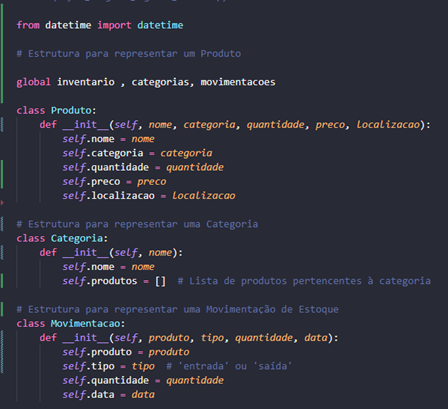 from datetime import datetime
# Estrutura para representar um Produto
global inventario , categorias, movimentacoes
class Produto:
    def __init__(self, nome, categoria, quantidade, preco, localizacao):
        self.nome = nome
        self.categoria = categoria
        self.quantidade = quantidade
        self.preco = preco
        self.localizacao = localizacao
# Estrutura para representar uma Categoria
class Categoria:
    def __init__(self, nome):
        self.nome = nome
        self.produtos = []  # Lista de produtos pertencentes à categoria
# Estrutura para representar uma Movimentação de Estoque
class Movimentacao:
    def __init__(self, produto, tipo, quantidade, data):
        self.produto = produto
        self.tipo = tipo  # 'entrada' ou 'saída'
        self.quantidade = quantidade
        self.data = data